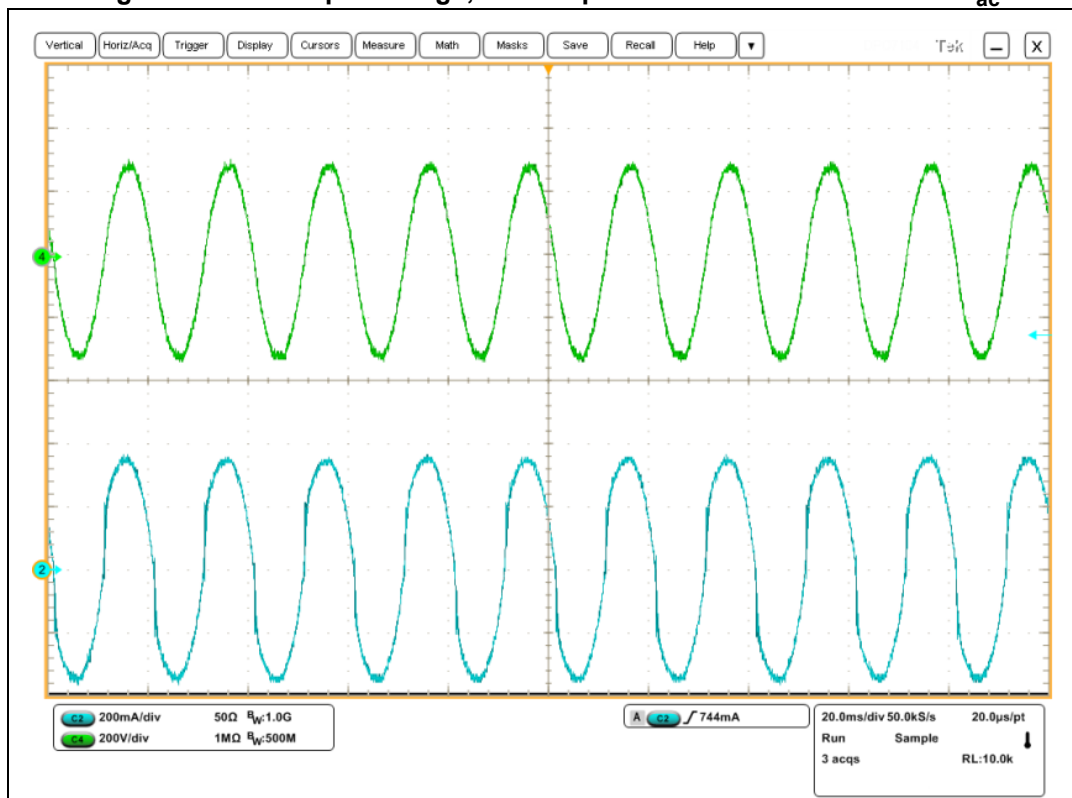 ac
Vertical Horiz/Acq Trigger Display Cursors Measure Math Masks Save Recall Help ▼ Tek X
4
2
C2 200mA/div 50Ω BW:1.0G
C4 200V/div 1MΩ BW:500M
A C2 744mA
20.0ms/div 50.0kS/s 20.0µs/pt
Run Sample
3 acqs RL:10.0k